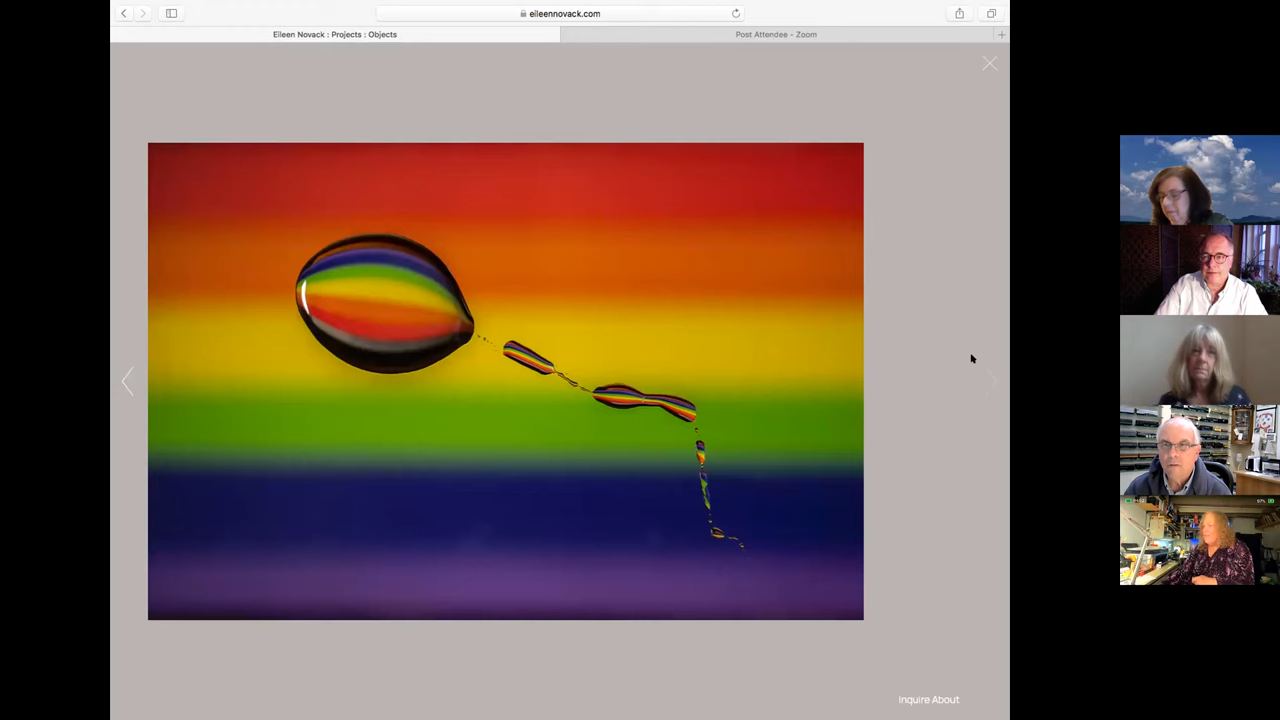 eileennovack.com
Eileen Novack : Projects : Objects
Post Attendee - Zoom
Inquire About